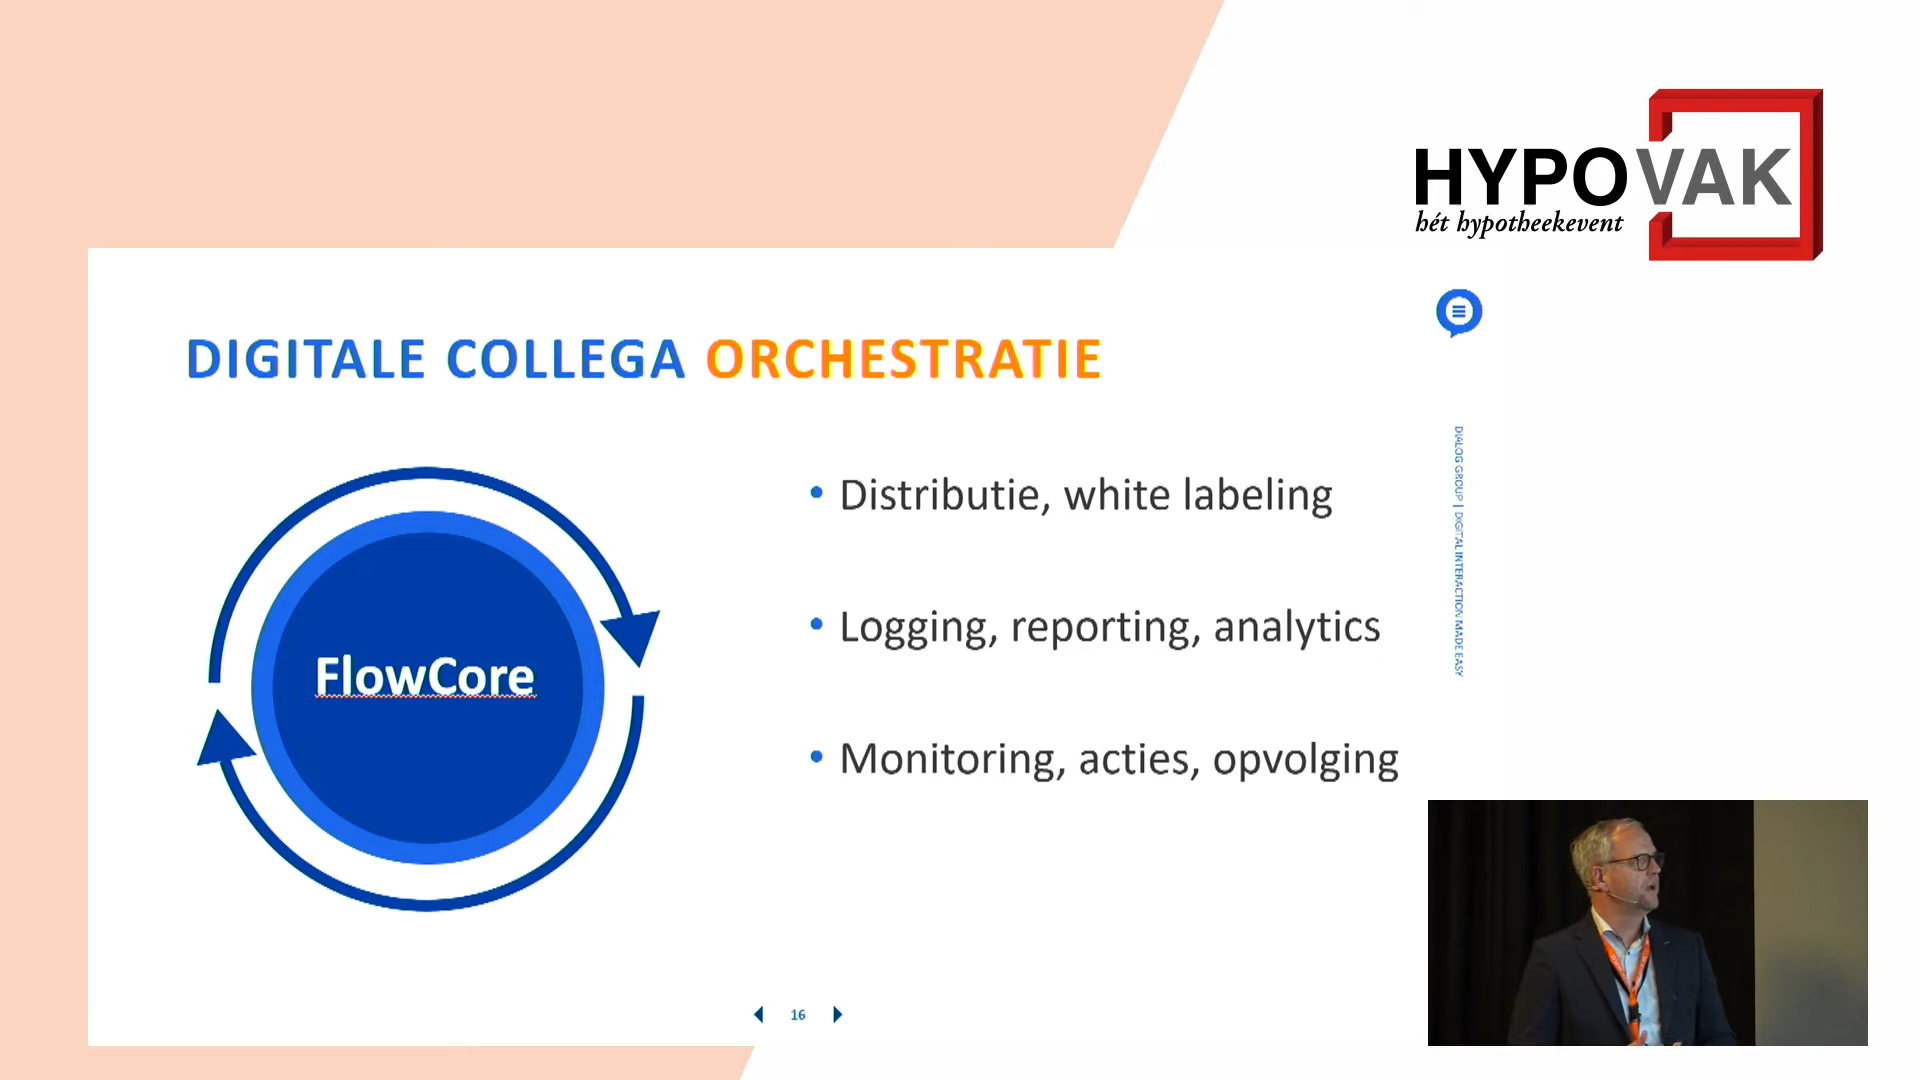 HYPOVAK
hét hypotheekevent
DIGITALE COLLEGA ORCHESTRATIE
FlowCore
• Distributie, white labeling
• Logging, reporting, analytics
• Monitoring, acties, opvolging
DIALOG GROUP | DIGITAL INTERACTION MADE EASY
16